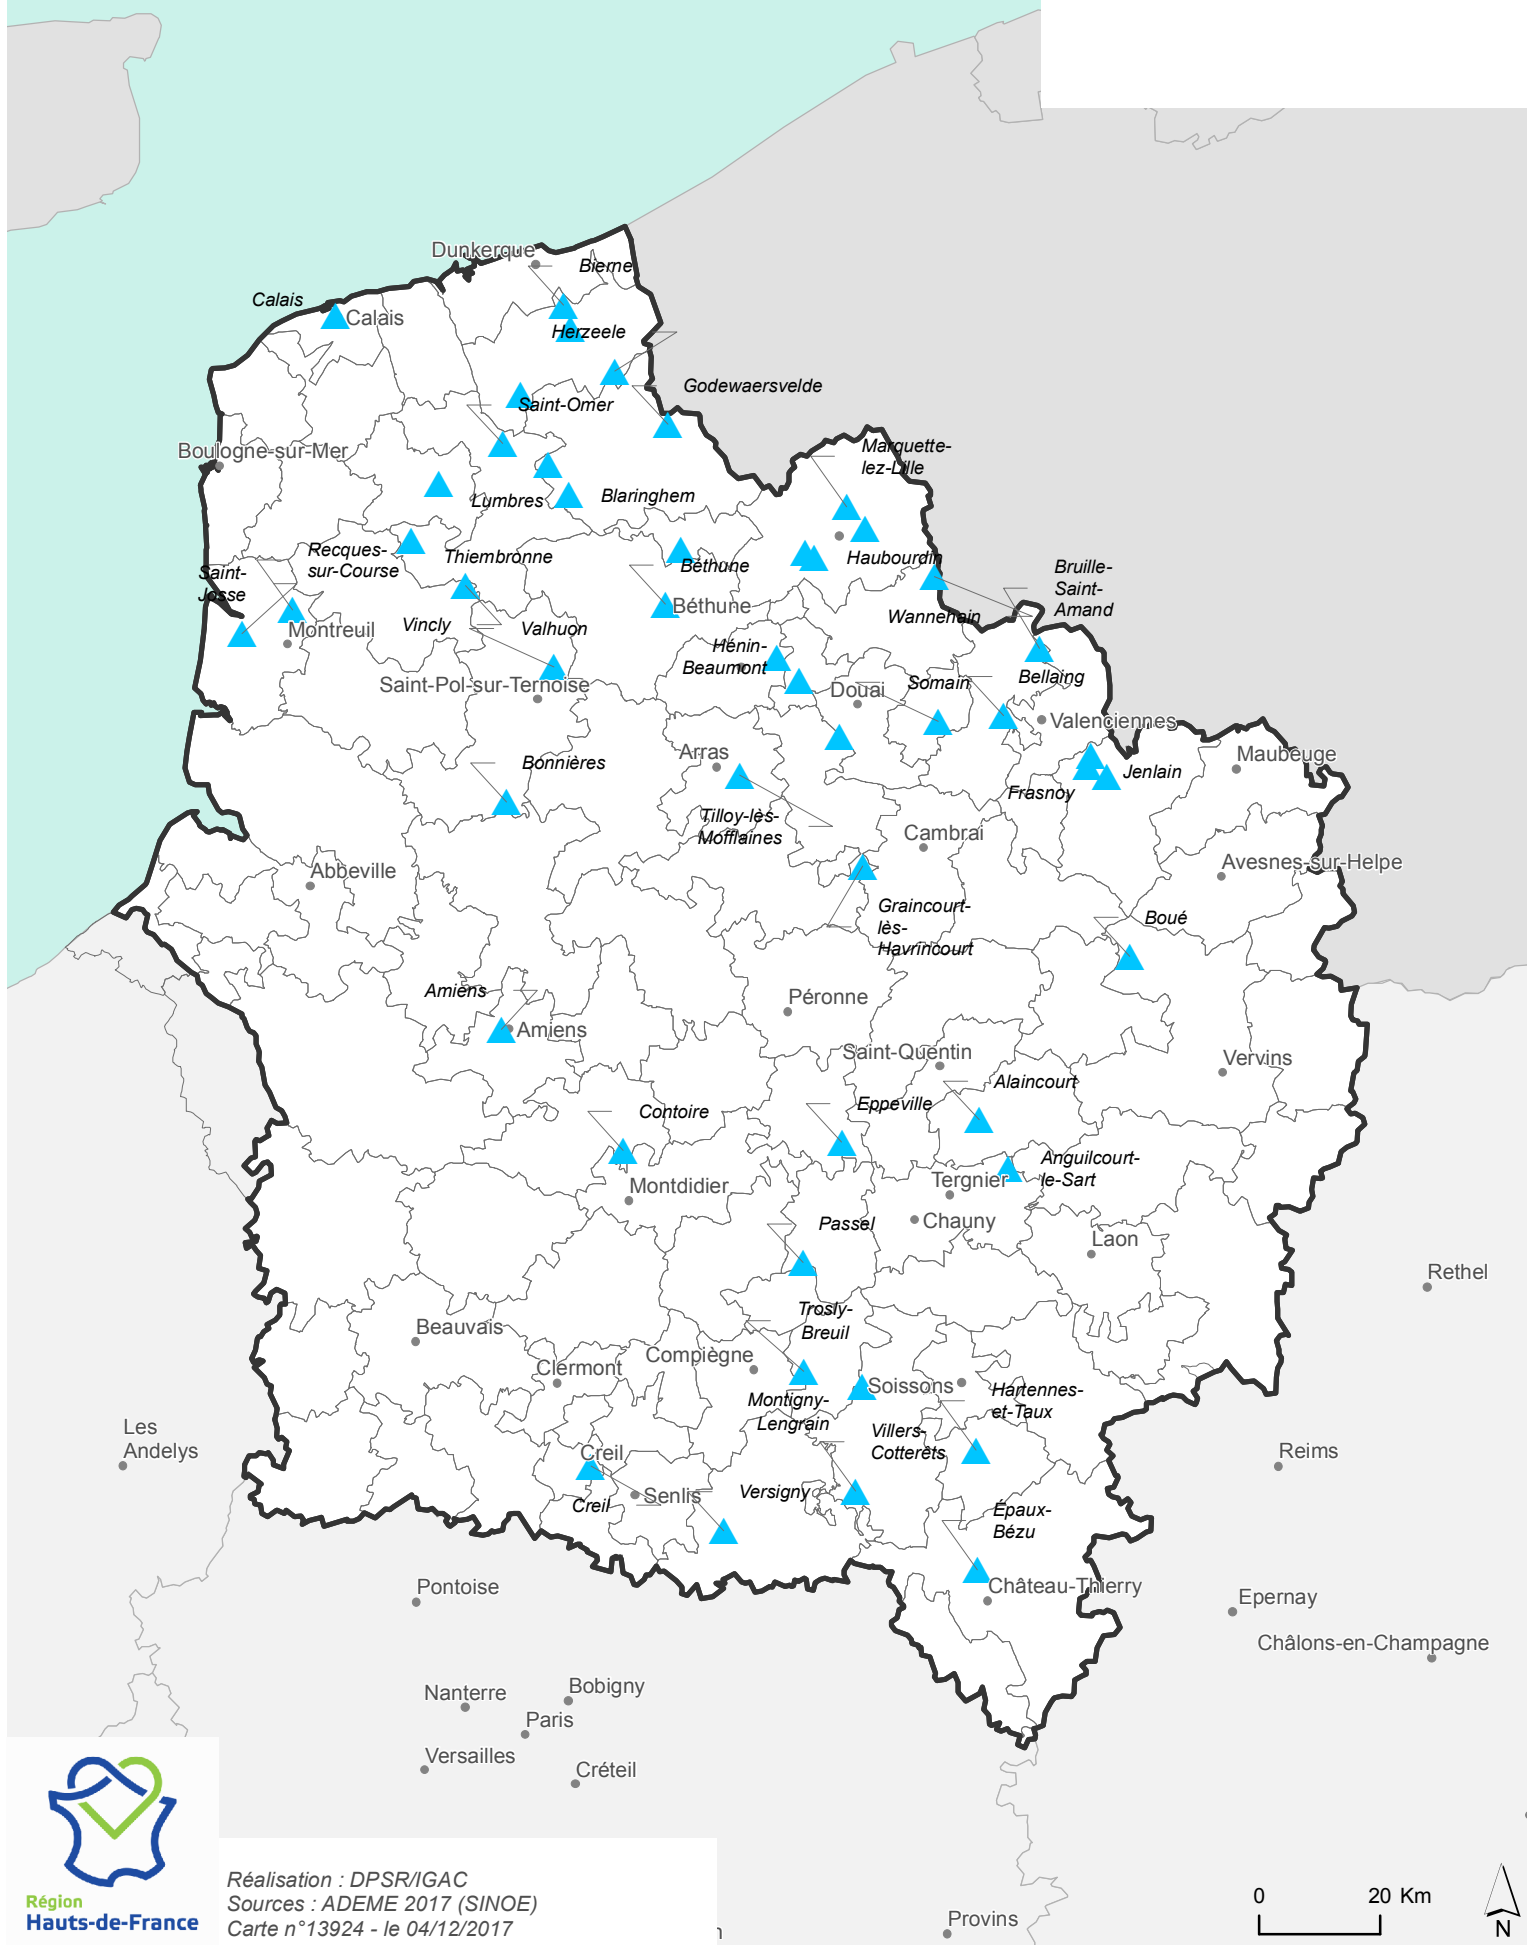 Dunkerque
Bierne
Calais
Calais
Herzeele
Godewaersvelde
Saint-Omer
Boulogne-sur-Mer
Marquette-
lez-Lille
Lumbres
Blaringhem
Recques-
sur-Course
Thiembronne
Béthune
Haubourdin
Bruille-
Saint-
Amand
Saint-
Josse
Béthune
Wannehain
Montreuil
Vincly
Valhuon
Hénin-
Beaumont
Saint-Pol-sur-Ternoise
Douai
Somain
Bellaing
Valenciennes
Bonnières
Arras
Maubeuge
Jenlain
Frasnoy
Tilloy-lès-
Mofflaines
Cambrai
Abbeville
Avesnes-sur-Helpe
Graincourt-
lès-
Havrincourt
Boué
Amiens
Péronne
Amiens
Saint-Quentin
Vervins
Alaincourt
Contoire
Eppeville
Anguilcourt-
le-Sart
Tergnier
Montdidier
Chauny
Passel
Laon
Rethel
Trosly-
Breuil
Beauvais
Compiègne
Clermont
Soissons
Hartennes-
et-Taux
Montigny-
Lengrain
Les
Andelys
Villers-
Cotterêts
Creil
Reims
Versigny
Senlis
Creil
Épaux-
Bézu
Pontoise
Château-Thierry
Epernay
Châlons-en-Champagne
Nanterre
Bobigny
Paris
Versailles
Créteil
Région
Hauts-de-France
Réalisation : DPSR/IGAC
Sources : ADEME 2017 (SINOE)
Carte n°13924 - le 04/12/2017
Provins
0 20 Km
N